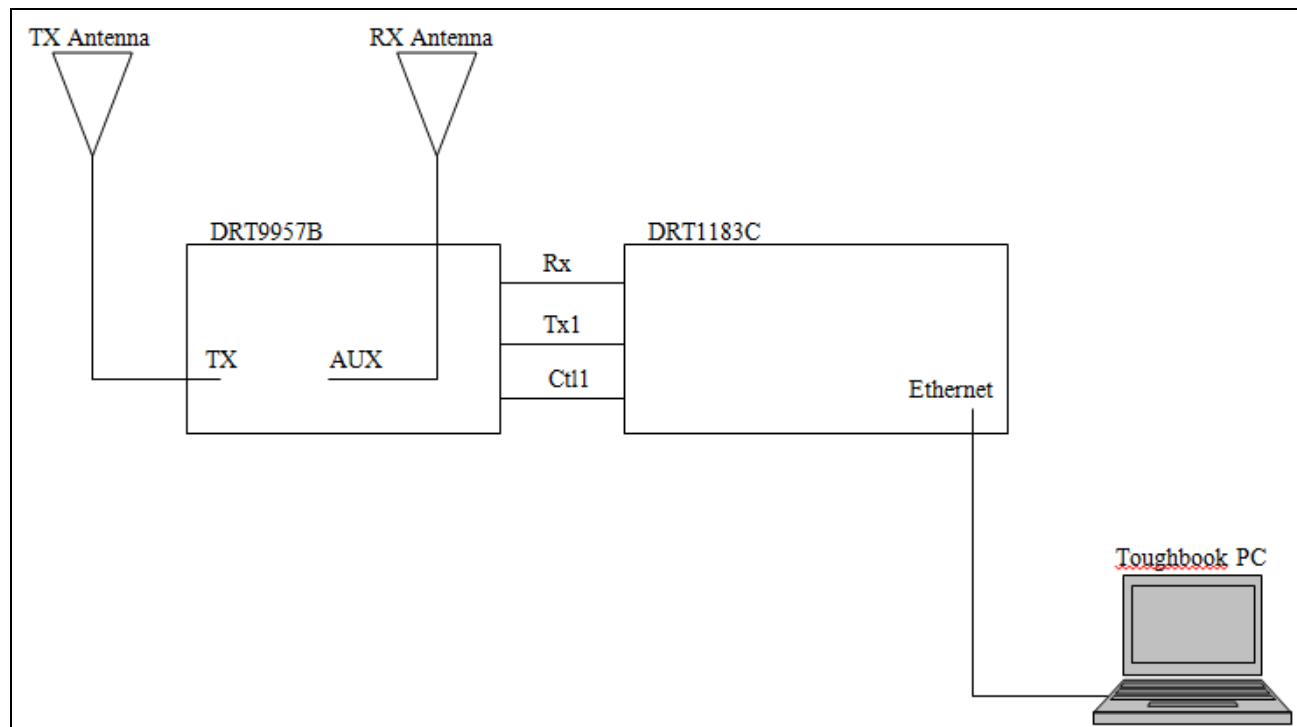 TX Antenna
RX Antenna
DRT9957B
DRT1183C
Rx
Tx1
TX
AUX
Ctl1
Ethernet
Toughbook PC